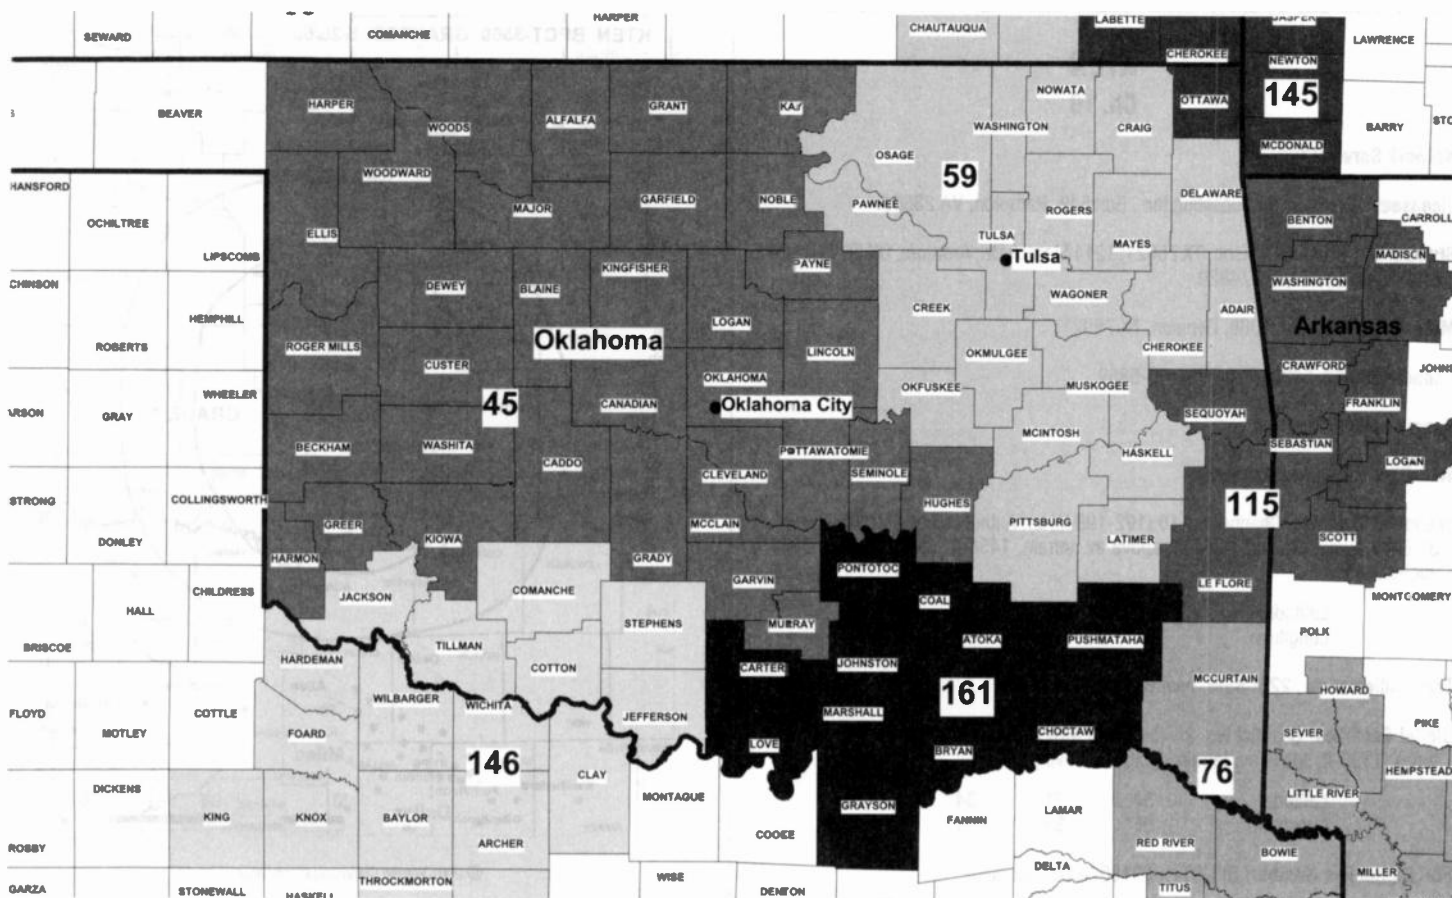 HARPER
SEWARD
COMANCHE
CHAUTAUQUA
LABETTE
JASPER
LAWRENCE
CHEROKEE
NEWTON
BEAVER
HARPER
WOODS
ALFALFA
GRANT
KAY
NOWATA
OTTAWA
145
WASHINGTON
CRAIG
BARRY
MCDONALD
OSAGE
WOODWARD
59
HANSFORD
MAJOR
GARFIELD
NOBLE
PAWNEE
ROGERS
DELAWARE
OCHILTREE
ELLIS
BENTON
CARROLL
TULSA
MAYES
LIPSCOMB
KINGFISHER
PAYNE
Tulsa
MADISON
DEWEY
BLAINE
WAGONER
WASHINGTON
HEMPHILL
LOGAN
CREEK
ADAIR
ROBERTS
ROGER MILLS
Oklahoma
LINCOLN
OKMULGEE
CHEROKEE
Arkansas
CUSTER
OKLAHOMA
CRAWFORD
WHEELER
45
CANADIAN
Oklahoma City
OKFUSKEE
MUSKOGEE
FRANKLIN
GRAY
SEQUOYAH
BECKHAM
WASHITA
POTTAWATOMIE
MCINTOSH
SEBASTIAN
CADDO
CLEVELAND
SEMINOLE
HASKELL
LOGAN
COLLINGSWORTH
HUGHES
115
GREER
MCCLAIN
PITTSBURG
DONLEY
KIOWA
LATIMER
SCOTT
HARMON
GRADY
PONTOTOC
GARVIN
LE FLORE
CHILDRESS
JACKSON
COMANCHE
COAL
MONTGOMERY
HALL
STEPHENS
MURRAY
POLK
BRISCOE
TILLMAN
ATOKA
PUSHMATAHA
HARDEMAN
COTTON
CARTER
JOHNSTON
MCCURTAIN
WILBARGER
WICHITA
161
HOWARD
FLOYD
COTTLE
JEFFERSON
MARSHALL
PIKE
MOTLEY
FOARD
CHOCTAW
SEVIER
LOVE
BRYAN
146
CLAY
76
HEMPSTEAD
DICKENS
MONTAGUE
LITTLE RIVER
KING
KNOX
BAYLOR
GRAYSON
LAMAR
FANNIN
ARCHER
RED RIVER
BOWIE
DELTA
MILLER
WISE
THROCKMORTON
GARZA
STONEWALL
HASKELL
DENTON
TITUS